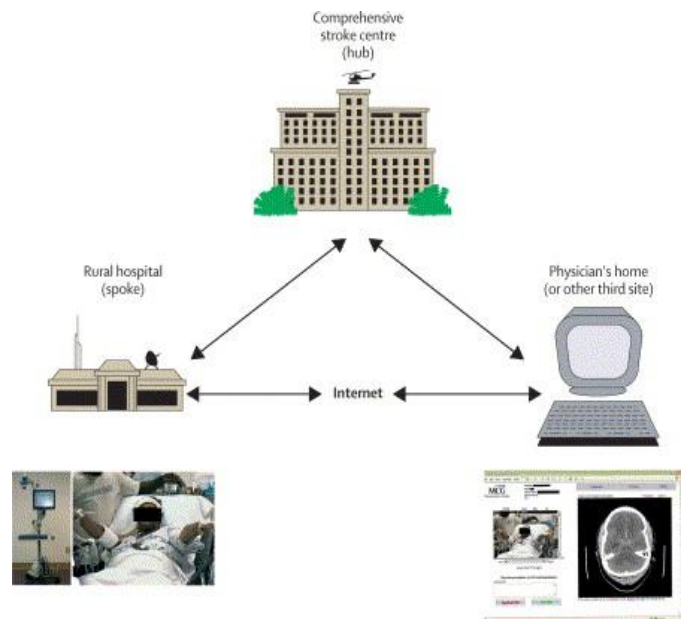 Comprehensive
stroke centre
(hub)
Rural hospital
(spoke)
Physician's home
(or other third site)
Internet
MCG